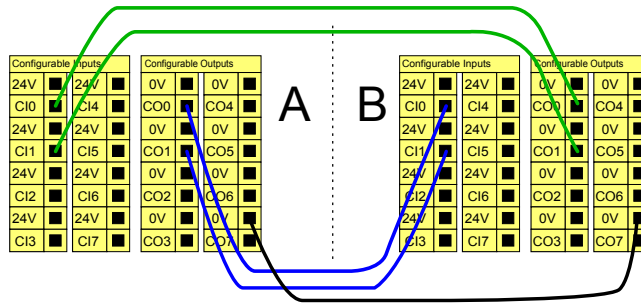 Configurable Inputs Configurable Outputs Configurable Inputs Configurable Outputs
24V 24V 0V 0V A B 24V 24V 0V 0V
CI0 CI4 CO0 CO4 CI0 CI4 CO0 CO4
24V 24V 0V 0V 24V 24V 0V 0V
CI1 CI5 CO1 CO5 CI1 CI5 CO1 CO5
24V 24V 0V 0V 24V 24V 0V 0V
CI2 CI6 CO2 CO6 CI2 CI6 CO2 CO6
24V 24V 0V 0V 24V 24V 0V 0V
CI3 CI7 CO3 CO7 CI3 CI7 CO3 CO7